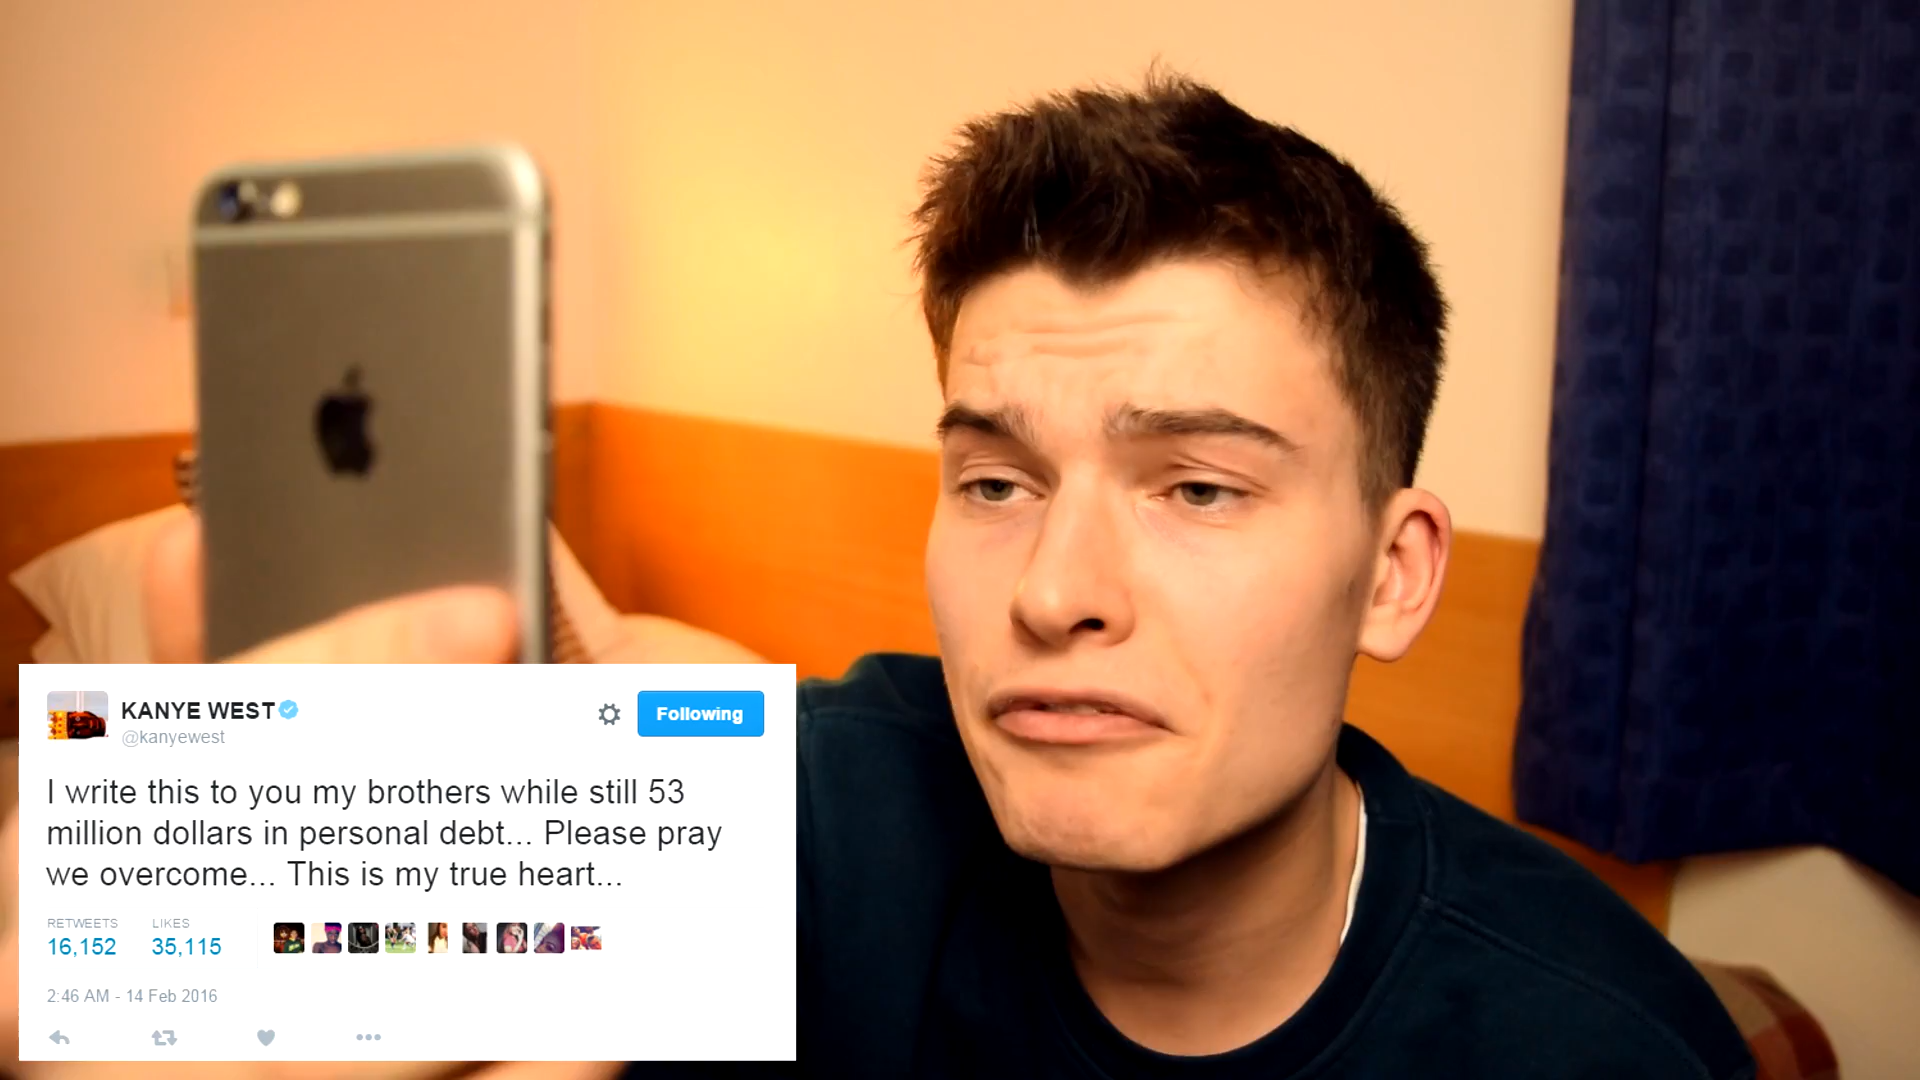 KANYE WEST
@kanyewest
Following
I write this to you my brothers while still 53
million dollars in personal debt... Please pray
we overcome... This is my true heart...
RETWEETS LIKES
16,152 35,115
2:46 AM - 14 Feb 2016